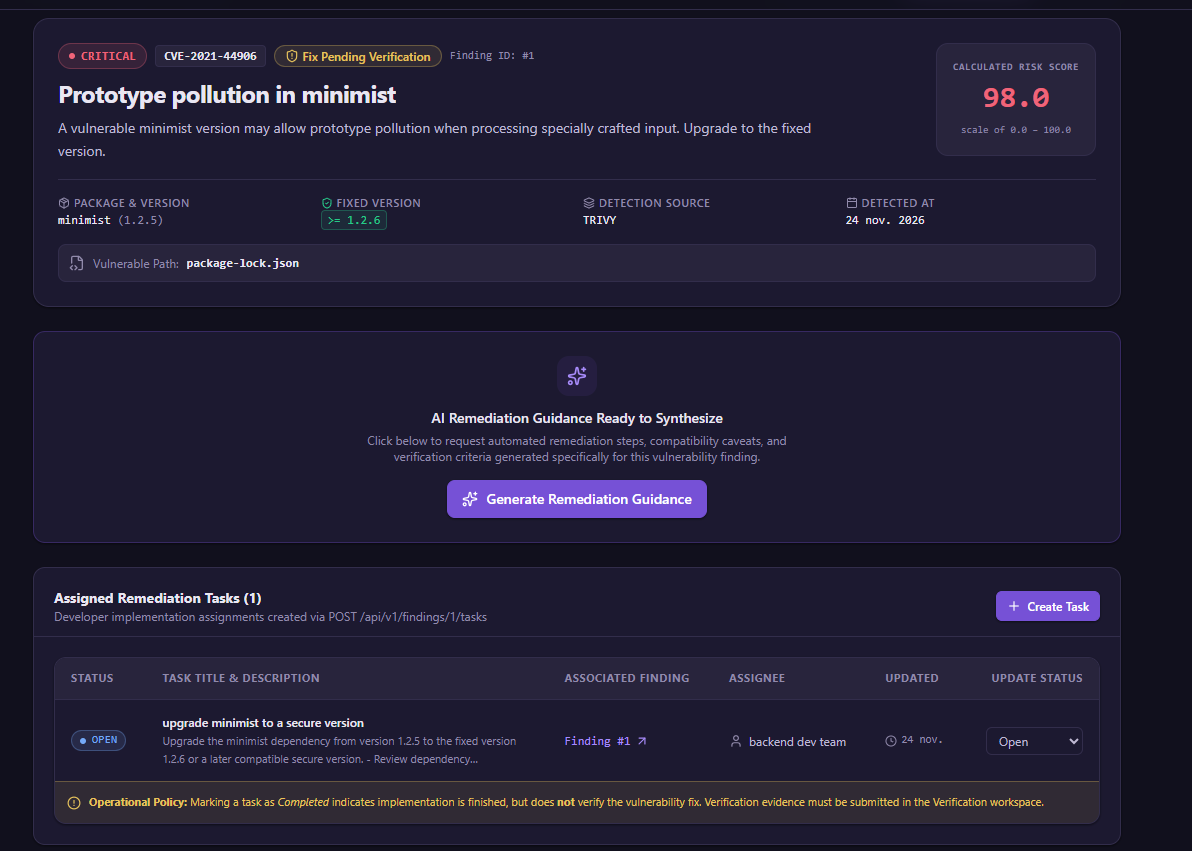 CRITICAL CVE-2021-44906 Fix Pending Verification Finding ID: #1
Prototype pollution in minimist
A vulnerable minimist version may allow prototype pollution when processing specially crafted input. Upgrade to the fixed
version.
CALCULATED RISK SCORE
98.0
scale of 0.0 – 100.0
PACKAGE & VERSION
minimist (1.2.5)
FIXED VERSION
>= 1.2.6
DETECTION SOURCE
TRIVY
DETECTED AT
24 nov. 2026
Vulnerable Path: package-lock.json
AI Remediation Guidance Ready to Synthesize
Click below to request automated remediation steps, compatibility caveats, and
verification criteria generated specifically for this vulnerability finding.
Generate Remediation Guidance
Assigned Remediation Tasks (1)
Developer implementation assignments created via POST /api/v1/findings/1/tasks
+ Create Task
STATUS TASK TITLE & DESCRIPTION ASSOCIATED FINDING ASSIGNEE UPDATED UPDATE STATUS
OPEN
upgrade minimist to a secure version
Upgrade the minimist dependency from version 1.2.5 to the fixed version
1.2.6 or a later compatible secure version. - Review dependency...
Finding #1
backend dev team
24 nov.
Open
Operational Policy: Marking a task as Completed indicates implementation is finished, but does not verify the vulnerability fix. Verification evidence must be submitted in the Verification workspace.